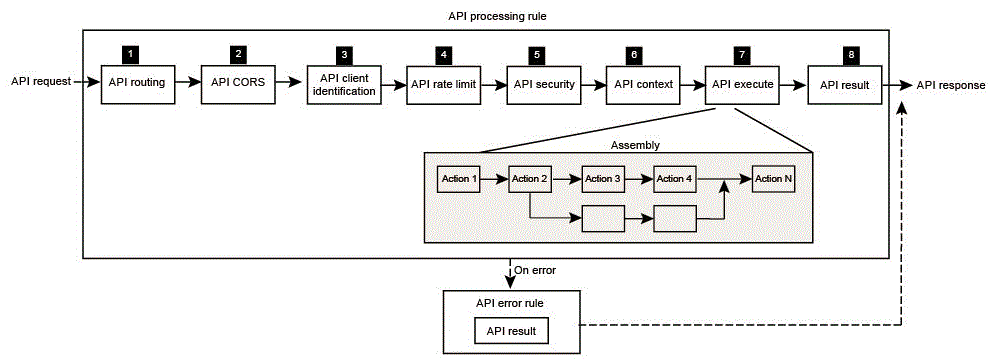 API processing rule
1 2 3 4 5 6 7 8
API request
API routing
API CORS
API client
identification
API rate limit
API security
API context
API execute
API result
API response
Assembly
Action 1
Action 2
Action 3
Action 4
Action N
On error
API error rule
API result